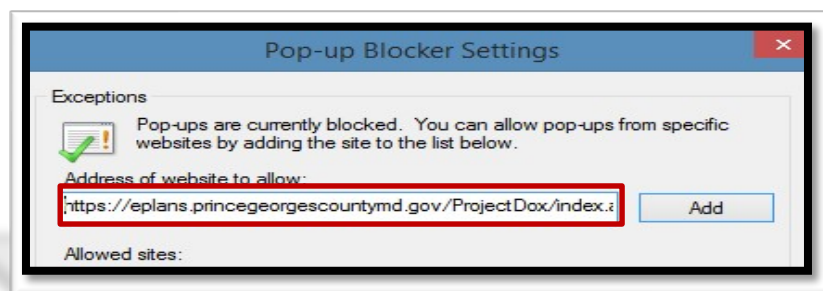 Pop-up Blocker Settings
Exceptions
Pop-ups are currently blocked. You can allow pop-ups from specific
websites by adding the site to the list below.
Address of website to allow:
https://eplans.princegeorgescountymd.gov/ProjectDox/index.a
Add
Allowed sites: